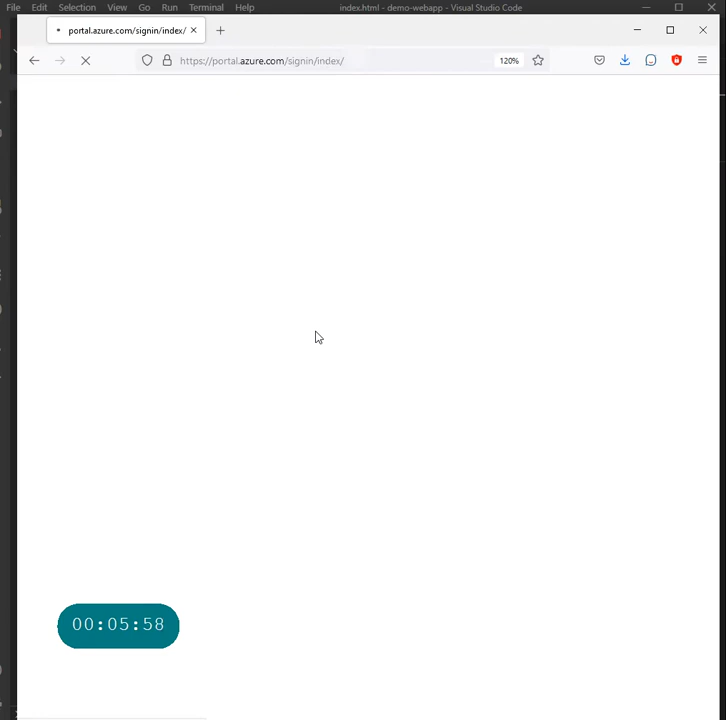 File Edit Selection View Go Run Terminal Help index.html - demo-webapp - Visual Studio Code
portal.azure.com/signin/index/
https://portal.azure.com/signin/index/ 120%
00:05:58